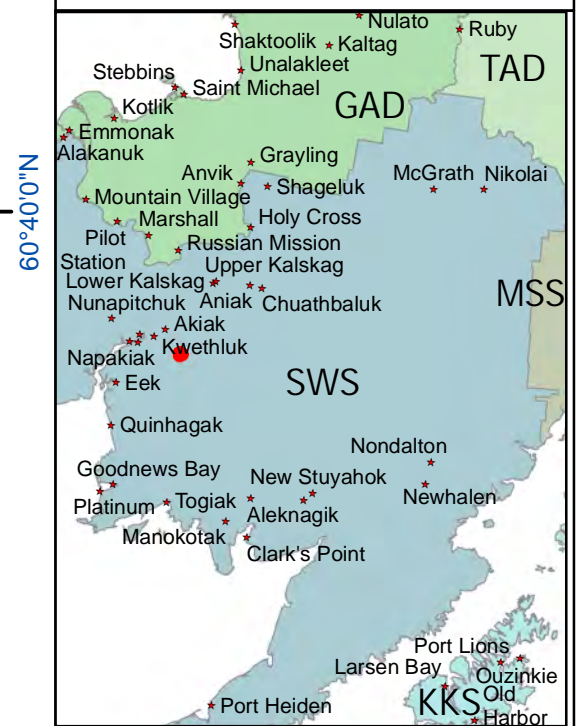 Nulato
Ruby
Shaktoolik
Kaltag
TAD
Unalakleet
Stebbins
Saint Michael
GAD
Kotlik
Emmonak
Alakanuk
Grayling
Anvik
McGrath
Nikolai
Shageluk
Mountain Village
60°40'0"N
Marshall
Holy Cross
Pilot
Station
Russian Mission
Upper Kalskag
Lower Kalskag
MSS
Nunapitchuk
Aniak
Chuathbaluk
Akiak
Kwethluk
Napakiak
SWS
Eek
Quinhagak
Nondalton
Goodnews Bay
New Stuyahok
Newhalen
Platinum
Togiak
Aleknagik
Manokotak
Clark's Point
Port Lions
Larsen Bay
Ouzinkie
KKS
Old
Harbor
Port Heiden